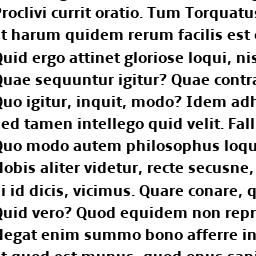 Proclivi currit oratio. Tum Torquatus
t harum quidem rerum facilis est
Quid ergo attinet gloriose loqui, nis
Quae sequuntur igitur? Quae contra
Quo igitur, inquit, modo? Idem adh
ed tamen intellego quid velit. Fall
Quo modo autem philosophus loqu
Nobis aliter videtur, recte secusne,
i id dicis, vicimus. Quare conare, q
Quid vero? Quod equidem non repr
Negat enim summo bono afferre in